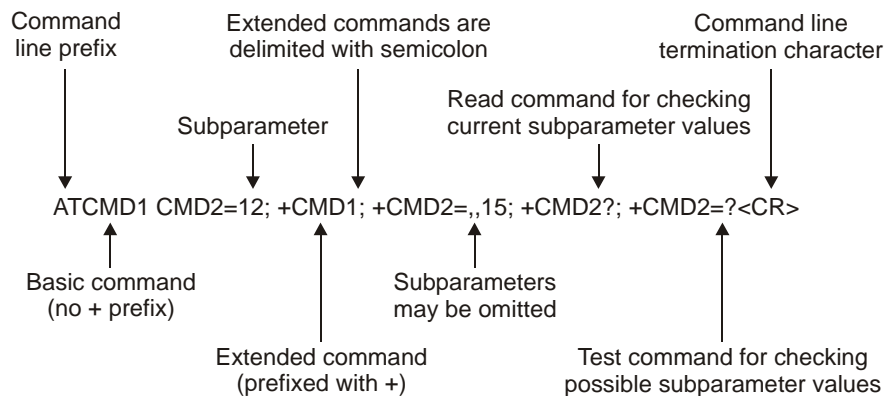 Command
line prefix
Extended commands are
delimited with semicolon
Command line
termination character
Subparameter
Read command for checking
current subparameter values
ATCMD1 CMD2=12; +CMD1; +CMD2=,,15; +CMD2?; +CMD2=?<CR>
Basic command
(no + prefix)
Subparameters
may be omitted
Extended command
(prefixed with +)
Test command for checking
possible subparameter values